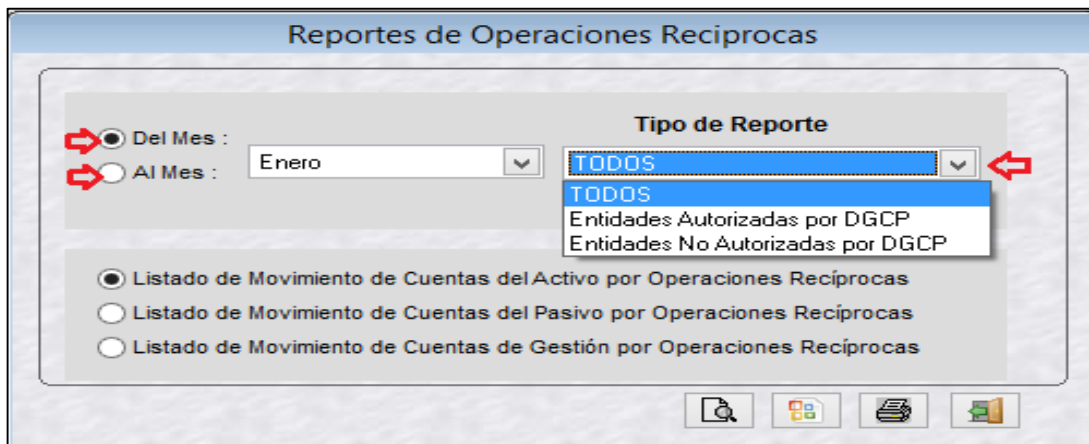 Reportes de Operaciones Reciprocas
Tipo de Reporte
Del Mes :
Al Mes :
Enero
TODOS
TODOS
Entidades Autorizadas por DGCP
Entidades No Autorizadas por DGCP
Listado de Movimiento de Cuentas del Activo por Operaciones Recíprocas
Listado de Movimiento de Cuentas del Pasivo por Operaciones Recíprocas
Listado de Movimiento de Cuentas de Gestión por Operaciones Recíprocas